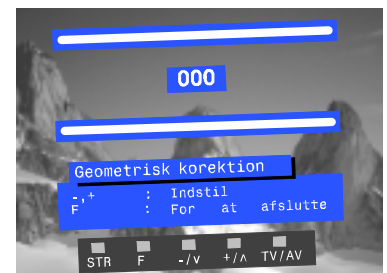 000
Geometrisk korektion
-,+ : Indstil
F : For at afslutte
STR F -/v +/ʌ TV/AV